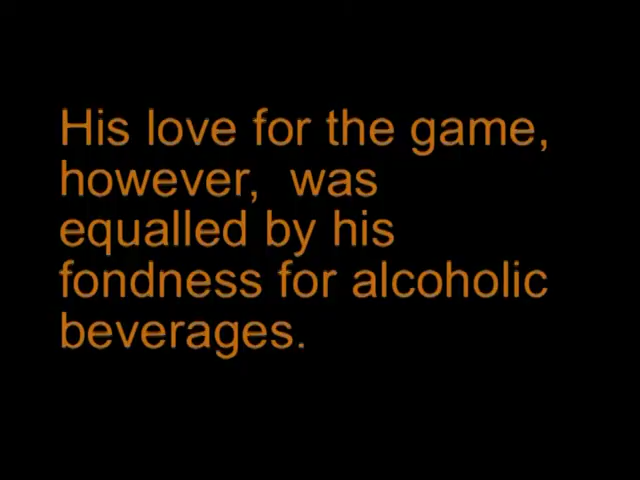 His love for the game,
however,  was
equalled by his
fondness for alcoholic
beverages.